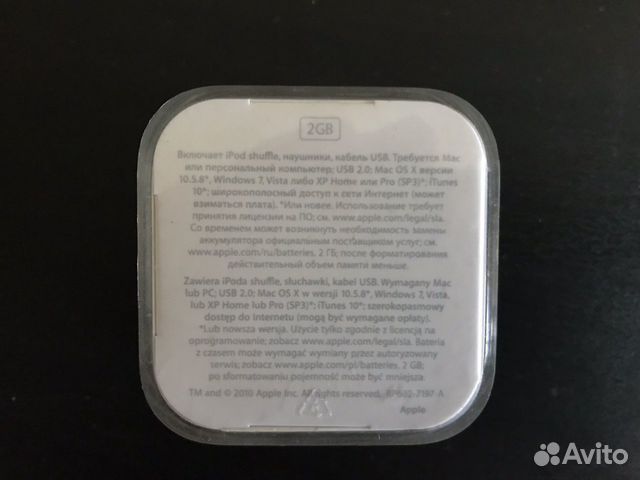 2GB
Включает iPod shuffle, наушники, кабель USB. Требуется Mac
или персональный компьютер; USB 2.0; Mac OS X версии
10.5.8*, Windows 7, Vista либо XP Home или Pro (SP3)*; iTunes
10*; широкополосный доступ к сети Интернет (может
взиматься плата). *Или новее. Использование требует
принятия лицензии на ПО; см. www.apple.com/legal/sla.
Со временем может возникнуть необходимость замены
аккумулятора официальным поставщиком услуг; см.
www.apple.com/ru/batteries. 2 ГБ; после форматирования
действительный объем памяти меньше.
Zawiera iPoda shuffle, słuchawki, kabel USB. Wymagany Mac
lub PC; USB 2.0; Mac OS X w wersji 10.5.8*, Windows 7, Vista,
lub XP Home lub Pro (SP3)*; iTunes 10*; szerokopasmowy
dostęp do Internetu (mogą być wymagane opłaty).
*Lub nowsza wersja. Użycie tylko zgodnie z licencją na
oprogramowanie; zobacz www.apple.com/legal/sla. Bateria
z czasem może wymagać wymiany przez autoryzowany
serwis; zobacz www.apple.com/pl/batteries. 2 GB;
po sformatowaniu pojemność może być mniejsza.
TM and © 2010 Apple Inc. All rights reserved.
Apple
Avito